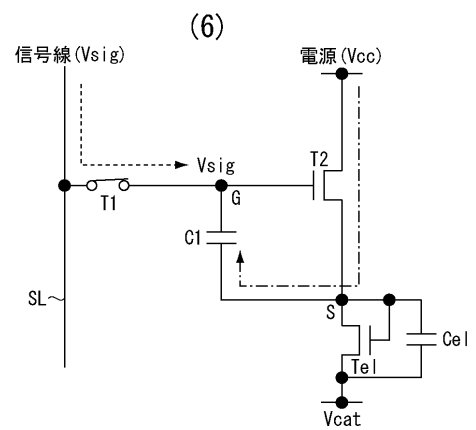 (6)
信号線(Vsig)
電源(Vcc)
Vsig
T2
T1
G
C1
SL
S
Cel
Tel
Vcat